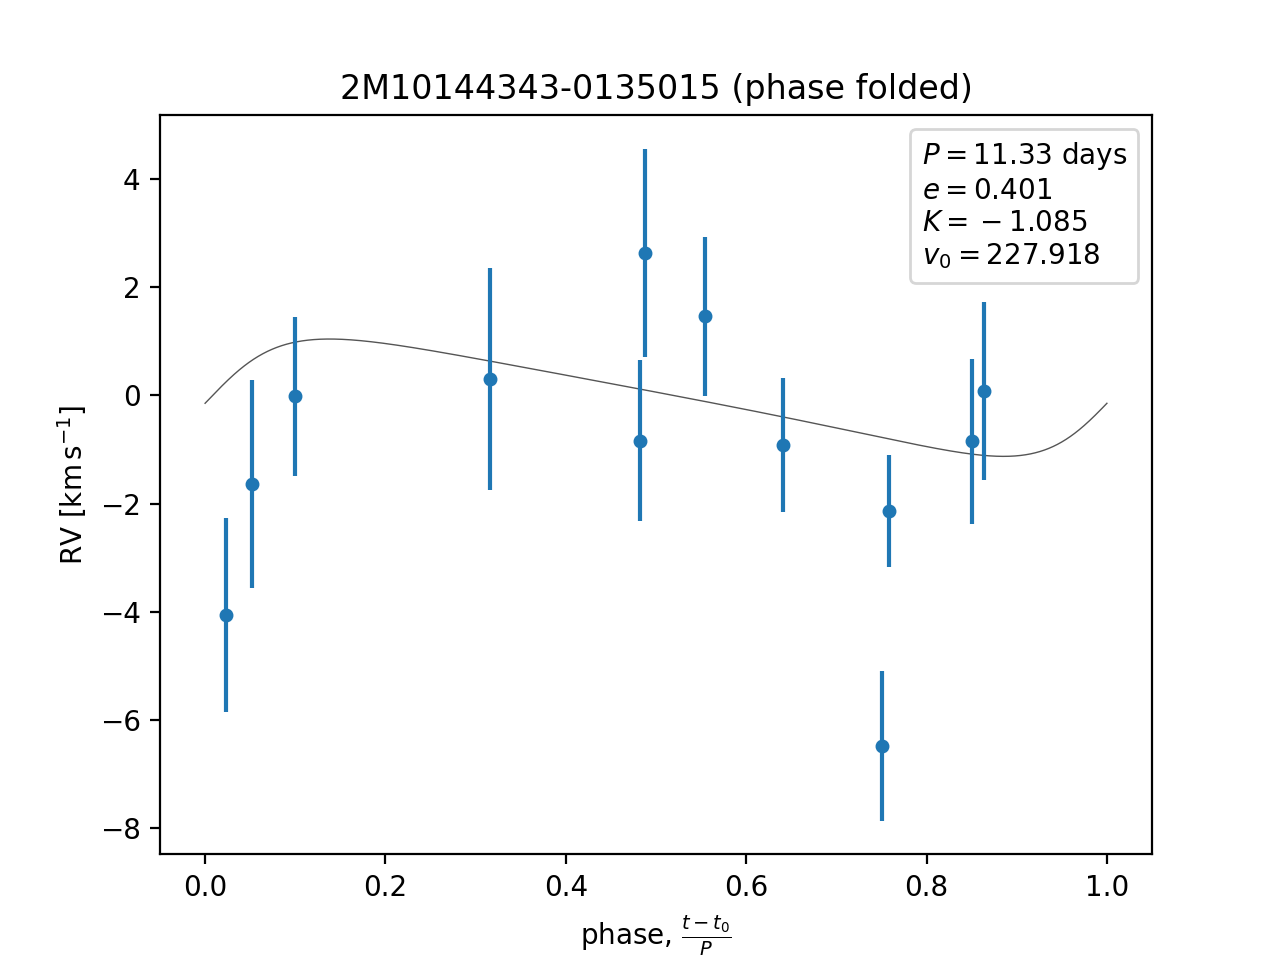 2M10144343-0135015 (phase folded)
P = 11.33 days
e = 0.401
K = −1.085
v₀ = 227.918
RV [km s⁻¹]
4
2
0
−2
−4
−6
−8
0.0 0.2 0.4 0.6 0.8 1.0
phase, (t − t₀)/P